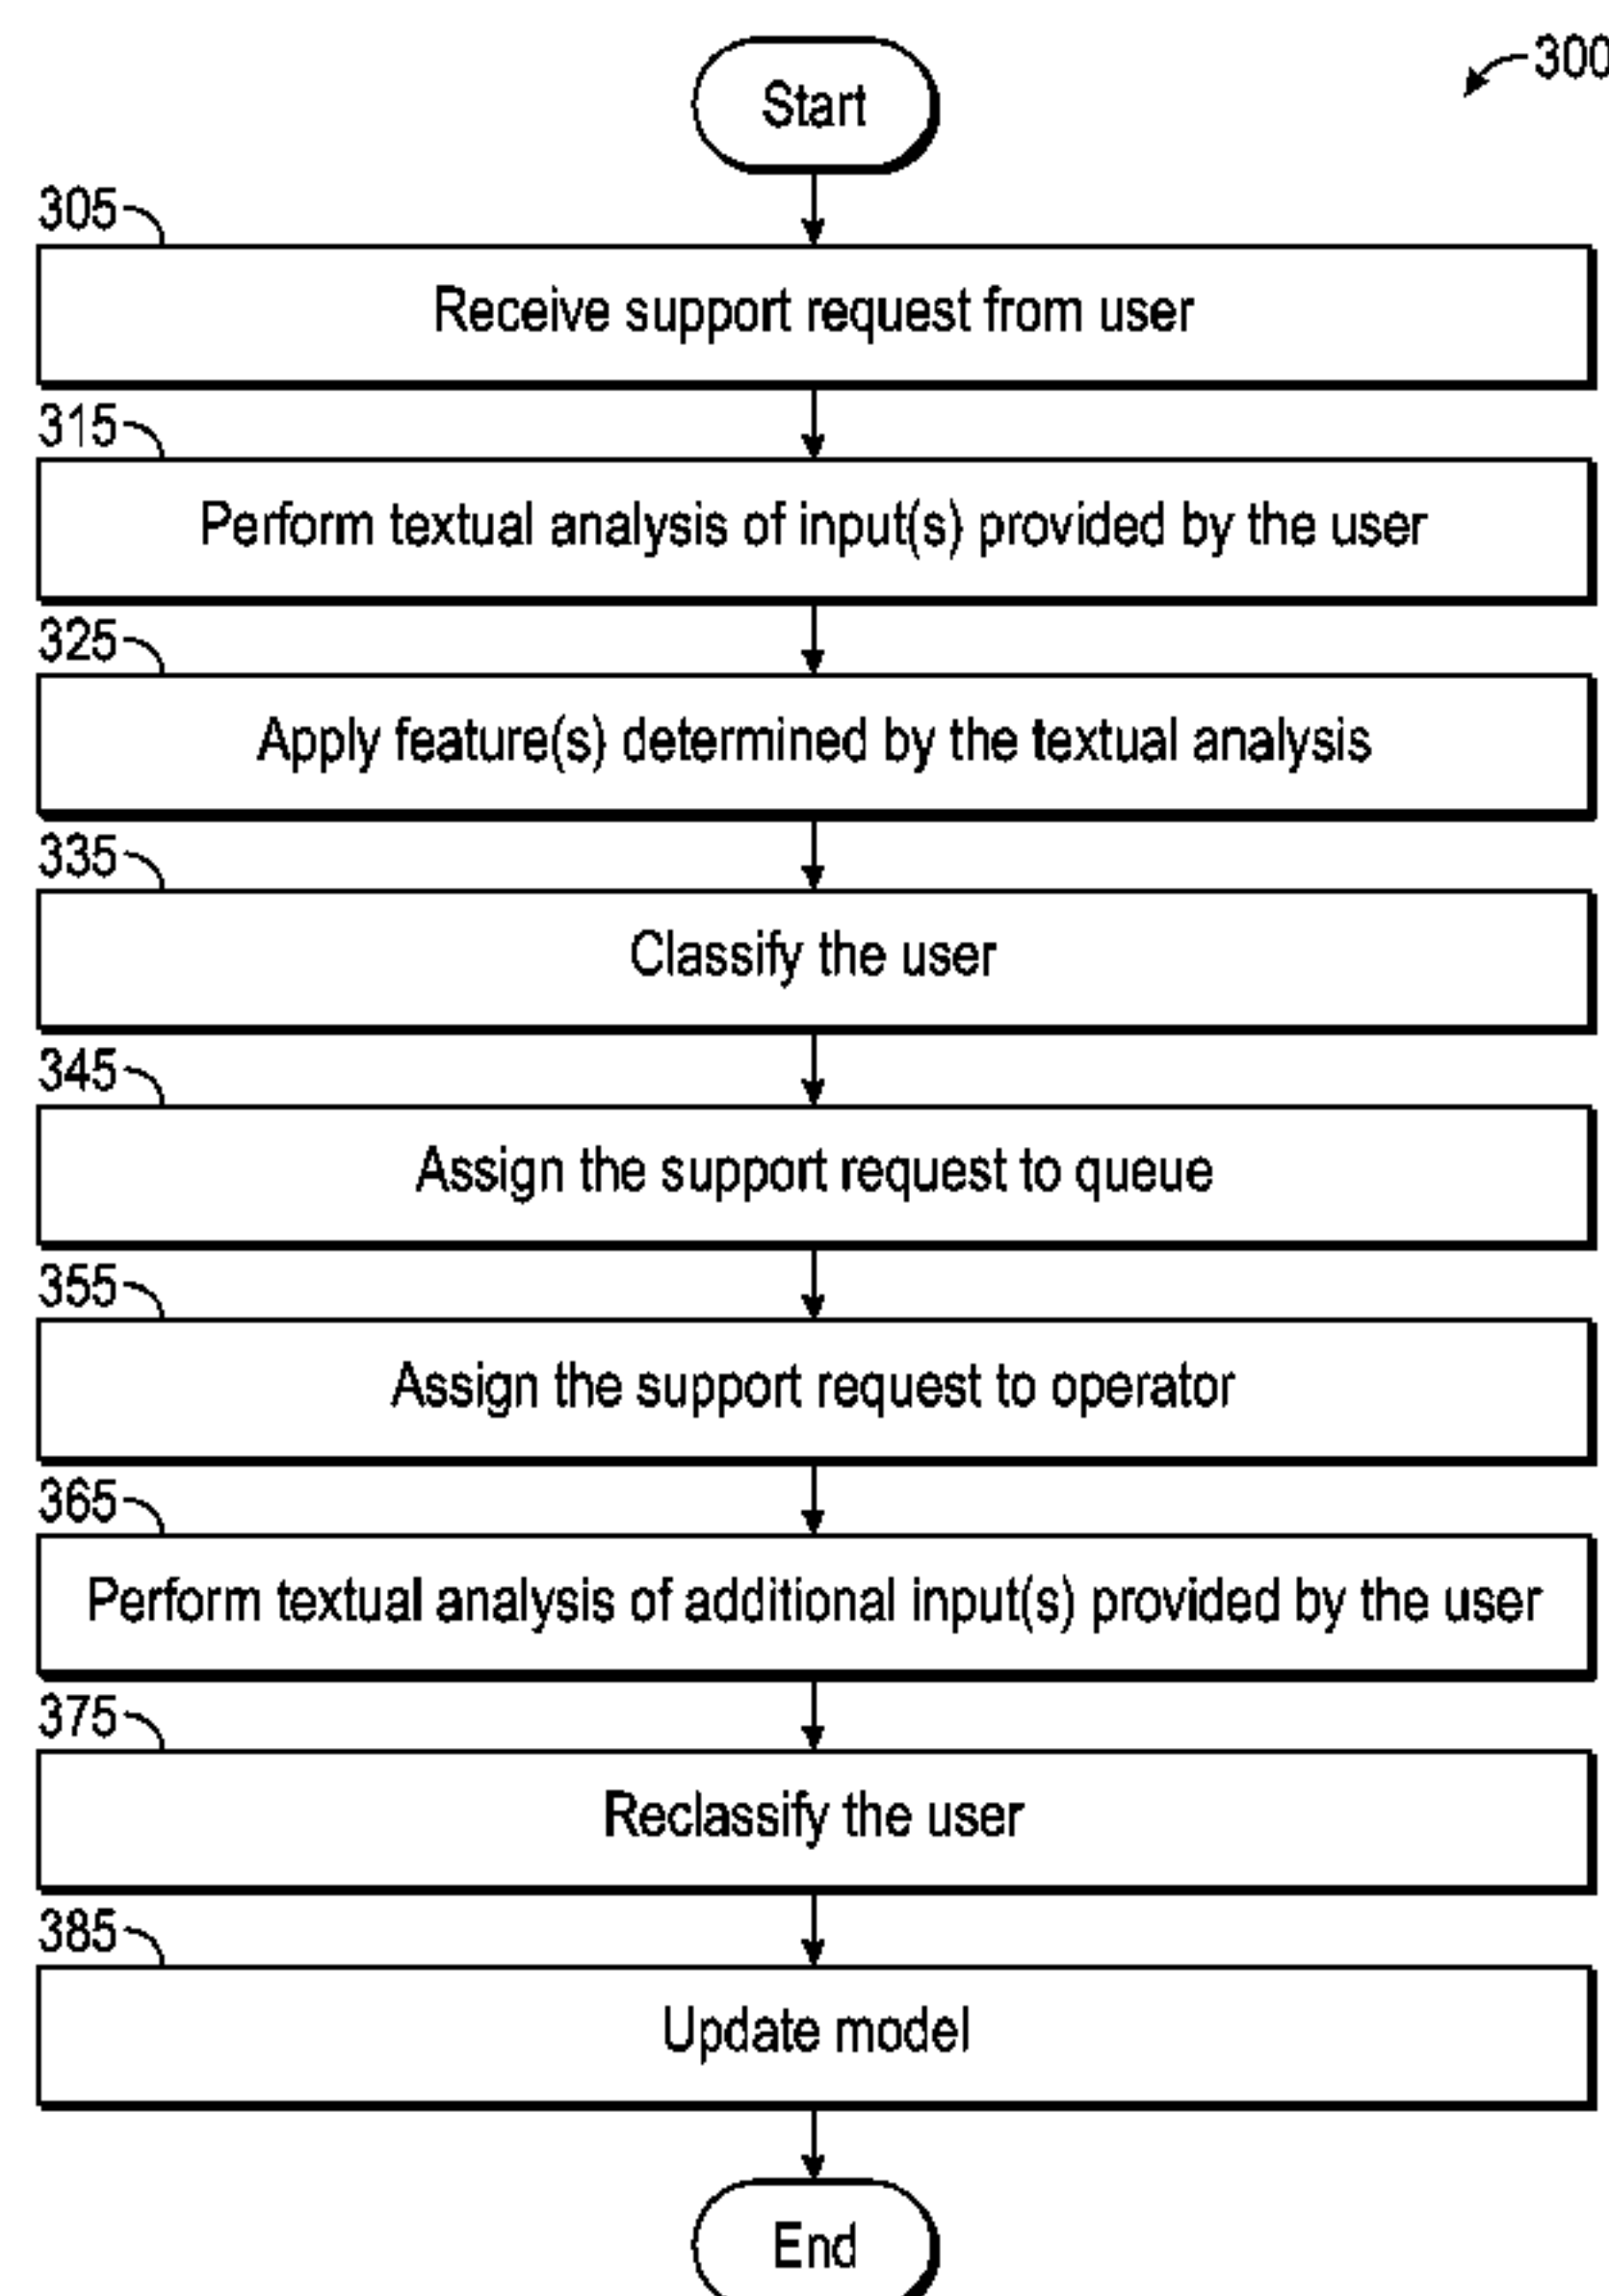 300
Start
305
Receive support request from user
315
Perform textual analysis of input(s) provided by the user
325
Apply feature(s) determined by the textual analysis
335
Classify the user
345
Assign the support request to queue
355
Assign the support request to operator
365
Perform textual analysis of additional input(s) provided by the user
375
Reclassify the user
385
Update model
End